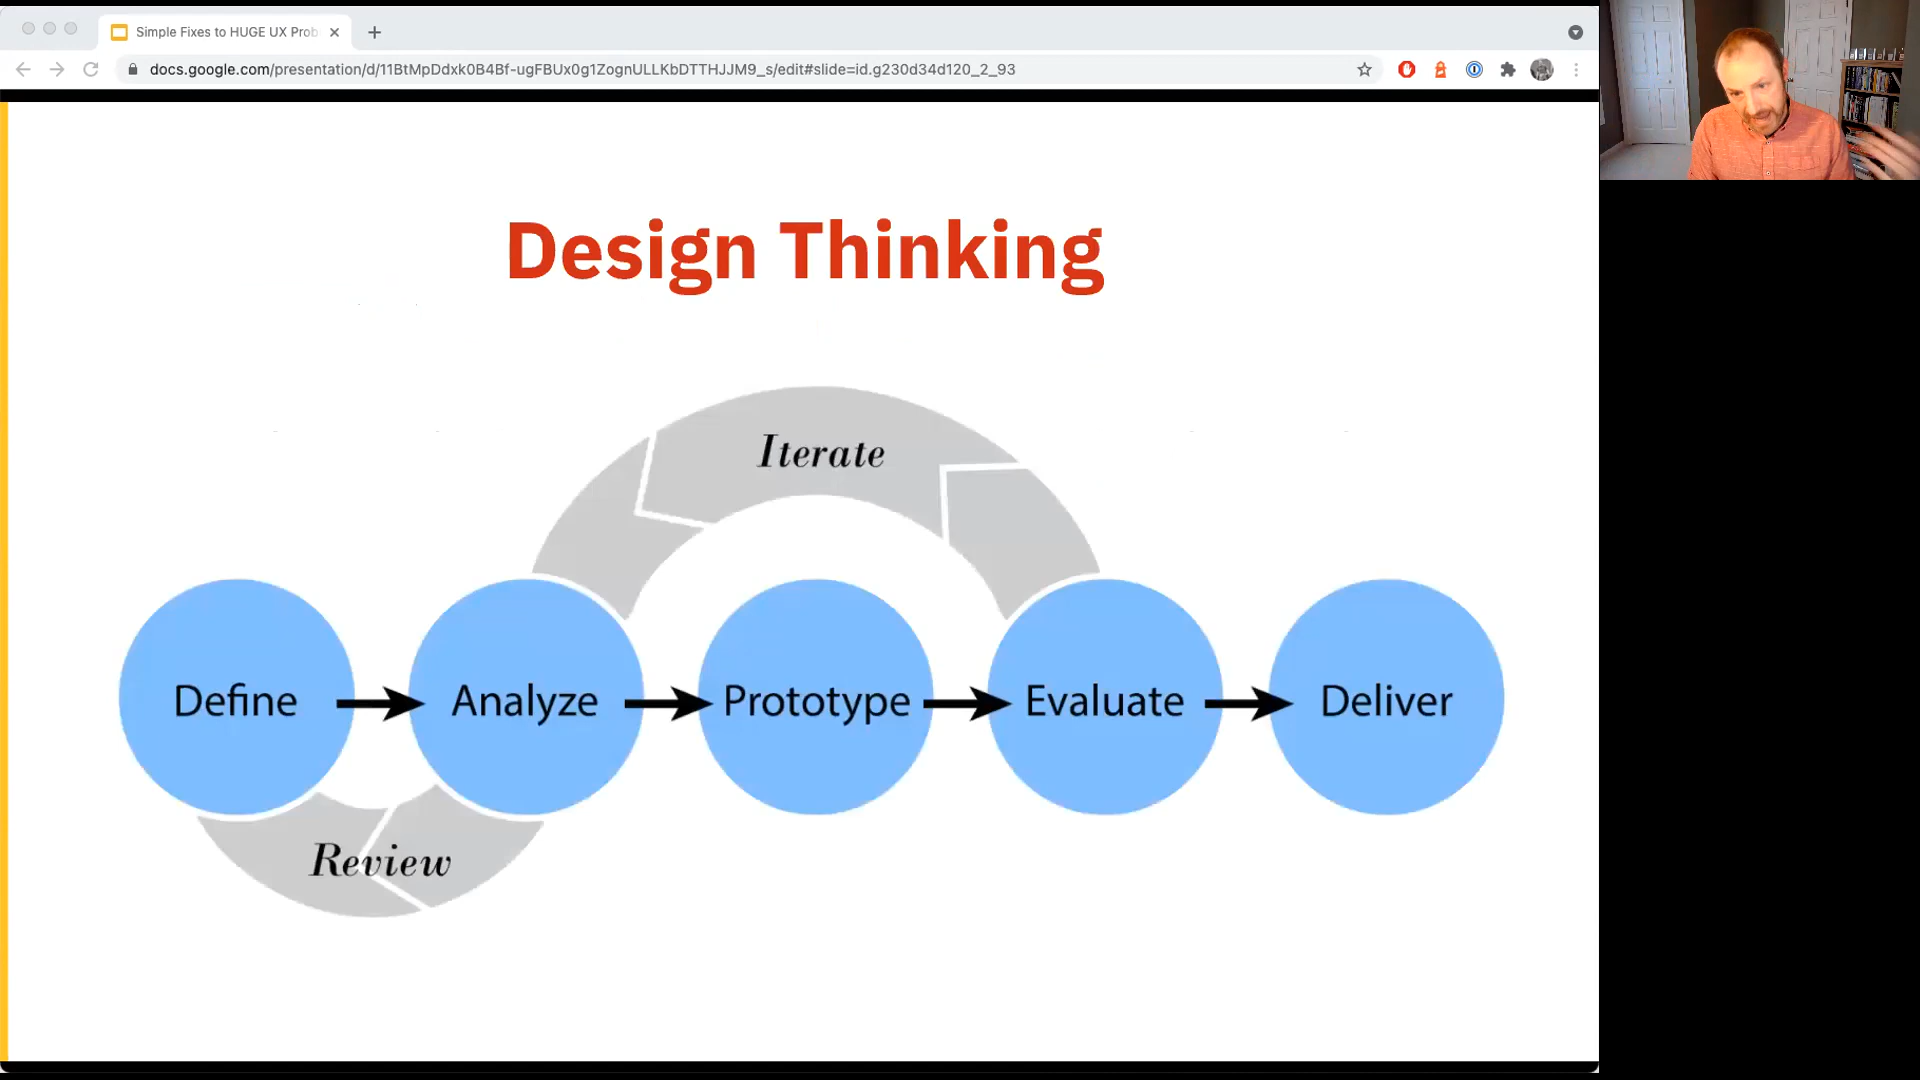 Simple Fixes to HUGE UX Prob
docs.google.com/presentation/d/11BtMpDdxk0B4Bf-ugFBUx0g1ZognULLKbDTTHJJM9_s/edit#slide=id.g230d34d120_2_93
Design Thinking
Iterate
Define
Analyze
Prototype
Evaluate
Deliver
Review